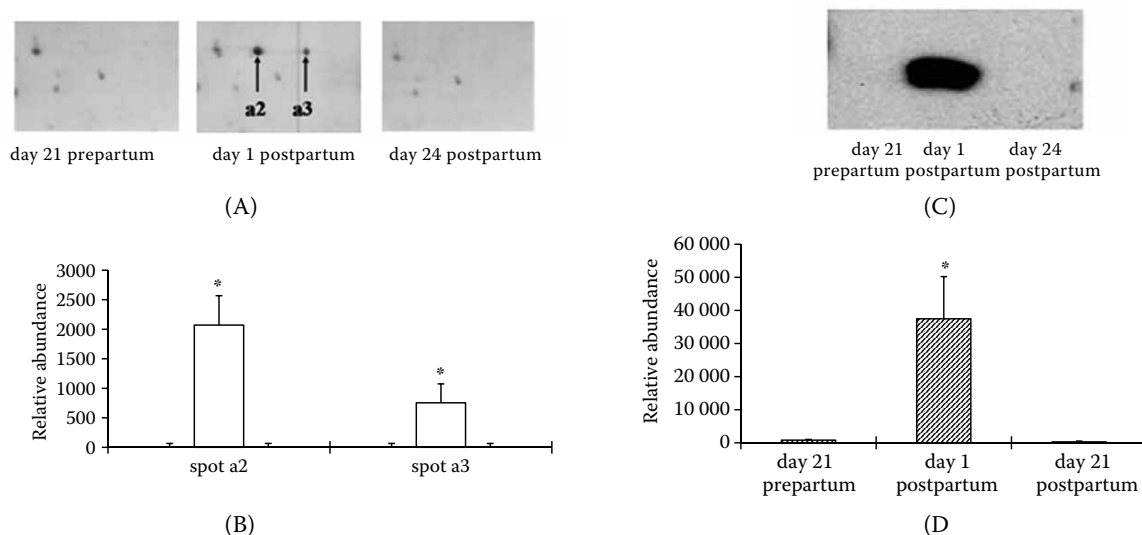 a2
a3
day 21 prepartum
day 1 postpartum
day 24 postpartum
(A)
day 21
prepartum
day 1
postpartum
day 24
postpartum
(C)
Relative abundance
3000
2500
2000
1500
1000
500
0
*
*
spot a2
spot a3
(B)
Relative abundance
60 000
50 000
40 000
30 000
20 000
10 000
0
*
day 21
prepartum
day 1
postpartum
day 21
postpartum
(D)